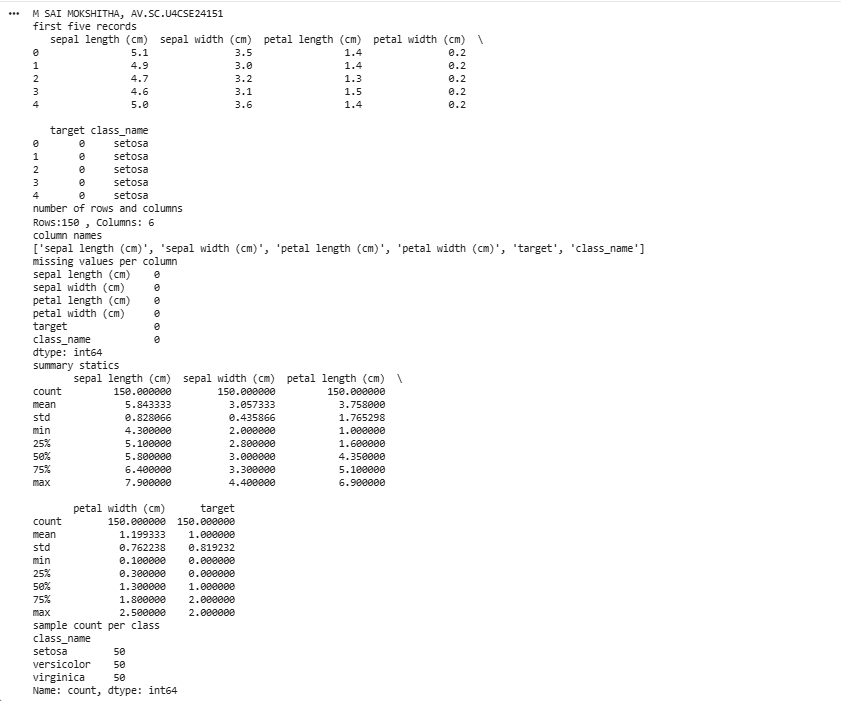 ••• M SAI MOKSHITHA, AV.SC.U4CSE24151
first five records
   sepal length (cm)  sepal width (cm)  petal length (cm)  petal width (cm)  \
0                5.1               3.5                1.4               0.2
1                4.9               3.0                1.4               0.2
2                4.7               3.2                1.3               0.2
3                4.6               3.1                1.5               0.2
4                5.0               3.6                1.4               0.2
   target class_name
0       0     setosa
1       0     setosa
2       0     setosa
3       0     setosa
4       0     setosa
number of rows and columns
Rows:150 , Columns: 6
column names
['sepal length (cm)', 'sepal width (cm)', 'petal length (cm)', 'petal width (cm)', 'target', 'class_name']
missing values per column
sepal length (cm)    0
sepal width (cm)     0
petal length (cm)    0
petal width (cm)     0
target               0
class_name           0
dtype: int64
summary statics
       sepal length (cm)  sepal width (cm)  petal length (cm)  \
count         150.000000        150.000000         150.000000
mean            5.843333          3.057333           3.758000
std             0.828066          0.435866           1.765298
min             4.300000          2.000000           1.000000
25%             5.100000          2.800000           1.600000
50%             5.800000          3.000000           4.350000
75%             6.400000          3.300000           5.100000
max             7.900000          4.400000           6.900000
       petal width (cm)      target
count        150.000000  150.000000
mean           1.199333    1.000000
std            0.762238    0.819232
min            0.100000    0.000000
25%            0.300000    0.000000
50%            1.300000    1.000000
75%            1.800000    2.000000
max            2.500000    2.000000
sample count per class
class_name
setosa        50
versicolor    50
virginica     50
Name: count, dtype: int64